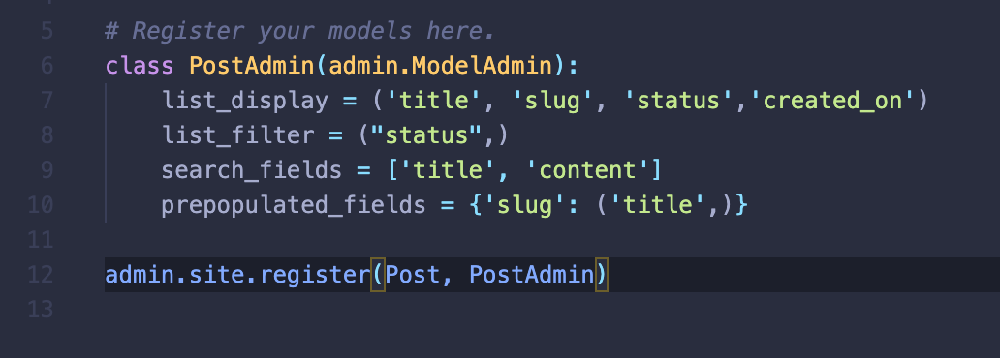 5 # Register your models here.
6 class PostAdmin(admin.ModelAdmin):
7     list_display = ('title', 'slug', 'status','created_on')
8     list_filter = ("status",)
9     search_fields = ['title', 'content']
10     prepopulated_fields = {'slug': ('title',)}
11
12 admin.site.register(Post, PostAdmin)
13